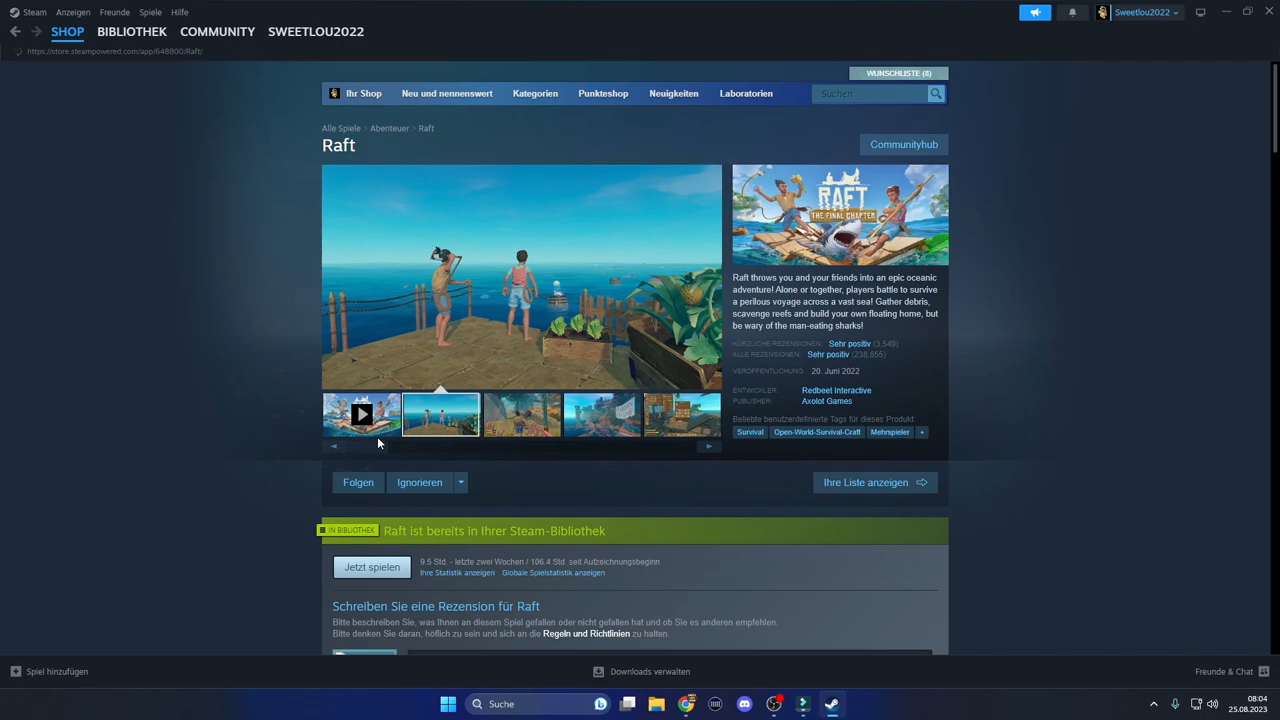 Steam Anzeigen Freunde Spiele Hilfe
Sweetlou2022
SHOP BIBLIOTHEK COMMUNITY SWEETLOU2022
https://store.steampowered.com/app/648800/Raft/
WUNSCHLISTE (8)
Ihr Shop Neu und nennenswert Kategorien Punkteshop Neuigkeiten Laboratorien Suchen
Alle Spiele > Abenteuer > Raft
Raft
Communityhub
RAFT
THE FINAL CHAPTER
Raft throws you and your friends into an epic oceanic
adventure! Alone or together, players battle to survive
a perilous voyage across a vast sea! Gather debris,
scavenge reefs and build your own floating home, but
be wary of the man-eating sharks!
KÜRZLICHE REZENSIONEN: Sehr positiv (3,549)
ALLE REZENSIONEN: Sehr positiv (238,855)
VERÖFFENTLICHUNG: 20. Juni 2022
ENTWICKLER: Redbeet Interactive
PUBLISHER: Axolot Games
Beliebte benutzerdefinierte Tags für dieses Produkt:
Survival Open-World-Survival-Craft Mehrspieler +
Folgen Ignorieren Ihre Liste anzeigen
IN BIBLIOTHEK Raft ist bereits in Ihrer Steam-Bibliothek
Jetzt spielen
9.5 Std. - letzte zwei Wochen / 106.4 Std. seit Aufzeichnungsbeginn
Ihre Statistik anzeigen Globale Spielstatistik anzeigen
Schreiben Sie eine Rezension für Raft
Bitte beschreiben Sie, was Ihnen an diesem Spiel gefallen oder nicht gefallen hat und ob Sie es anderen empfehlen.
Bitte denken Sie daran, höflich zu sein und sich an die Regeln und Richtlinien zu halten.
Spiel hinzufügen Downloads verwalten Freunde & Chat
Suche
08:04
25.08.2023